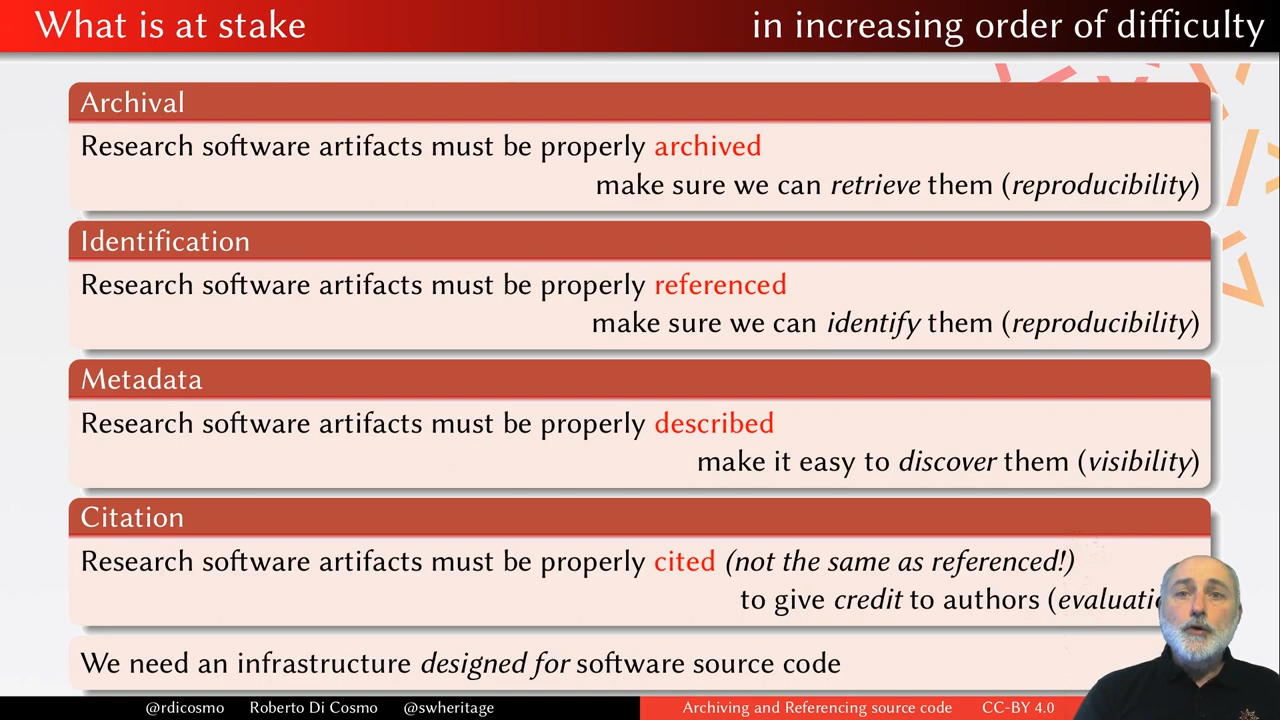 What is at stake in increasing order of difficulty
Archival
Research software artifacts must be properly archived
make sure we can retrieve them (reproducibility)
Identification
Research software artifacts must be properly referenced
make sure we can identify them (reproducibility)
Metadata
Research software artifacts must be properly described
make it easy to discover them (visibility)
Citation
Research software artifacts must be properly cited (not the same as referenced!)
to give credit to authors (evaluatio
We need an infrastructure designed for software source code
@rdicosmo Roberto Di Cosmo @swheritage Archiving and Referencing source code CC-BY 4.0